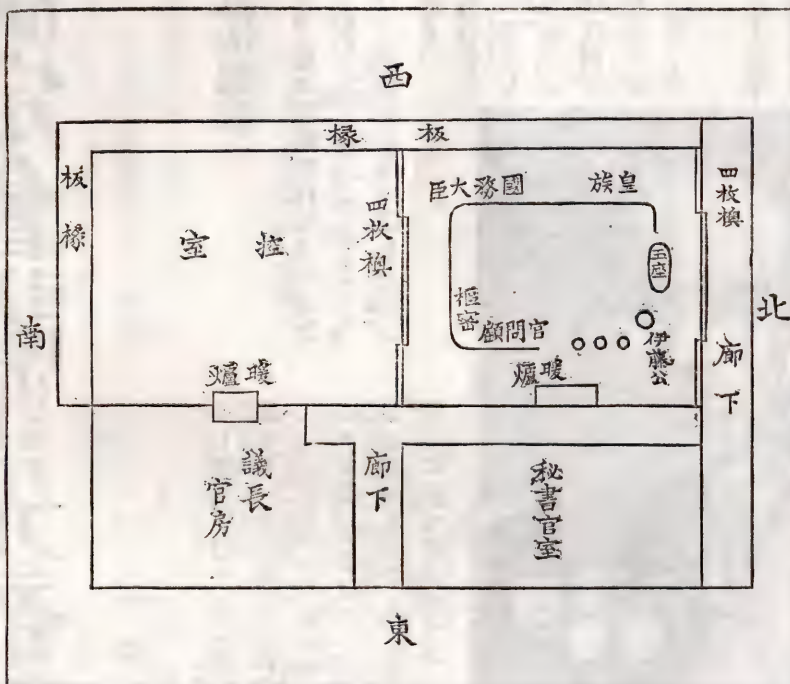 西
板椽
板椽
四枚襖
皇族
國務大臣
四枚襖
控室
玉座
樞密
顧問官
伊藤公
北
南
廊下
暖爐
暖爐
議長
官房
廊下
秘書官室
東